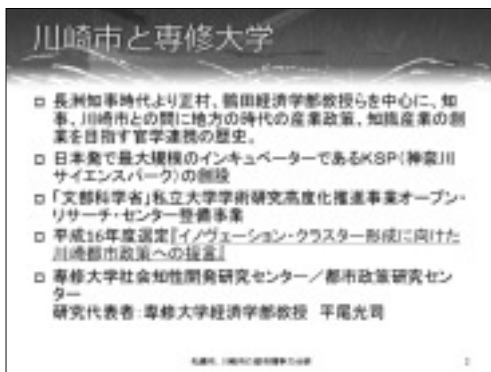 川崎市と専修大学
長洲知事時代より正村、鶴田経済学部教授らを中心に、知
事、川崎市との間に地方の時代の産業政策、知識産業の創
業を目指す官学連携の歴史。
日本発で最大規模のインキュベーターであるKSP(神奈川
サイエンスパーク)の創設
「文部科学省」私立大学学術研究高度化推進事業オープン・
リサーチ・センター整備事業
平成16年度選定『イノヴェーション・クラスター形成に向けた
川崎都市政策への提言』
専修大学社会知性開発研究センター/都市政策研究セン
ター
研究代表者:専修大学経済学部教授 平尾光司